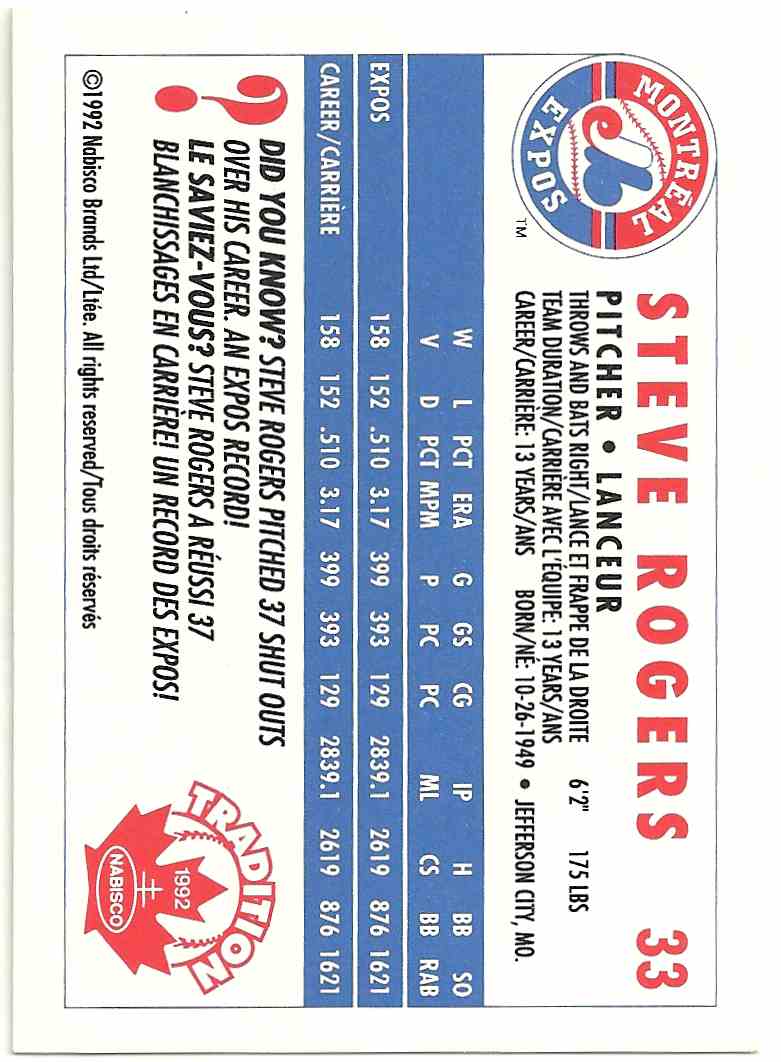 MONTRÉAL
EXPOS
TM
STEVE ROGERS 33
PITCHER • LANCEUR
THROWS AND BATS RIGHT/LANCE ET FRAPPE DE LA DROITE 6'2" 175 LBS
TEAM DURATION/CARRIÈRE AVEC L'ÉQUIPE: 13 YEARS/ANS
CAREER/CARRIÈRE: 13 YEARS/ANS BORN/NÉ: 10-26-1949 • JEFFERSON CITY, MO.
W L PCT ERA G GS CG IP H BB SO
V D PCT MPM P PC PC ML CS BB RAB
EXPOS 158 152 .510 3.17 399 393 129 2839.1 2619 876 1621
CAREER/CARRIÈRE 158 152 .510 3.17 399 393 129 2839.1 2619 876 1621
?!
DID YOU KNOW? STEVE ROGERS PITCHED 37 SHUT OUTS
OVER HIS CAREER. AN EXPOS RECORD!
LE SAVIEZ-VOUS? STEVE ROGERS A RÉUSSI 37
BLANCHISSAGES EN CARRIÈRE! UN RECORD DES EXPOS!
TRADITION
1992
NABISCO
©1992 Nabisco Brands Ltd/Ltée. All rights reserved/Tous droits réservés